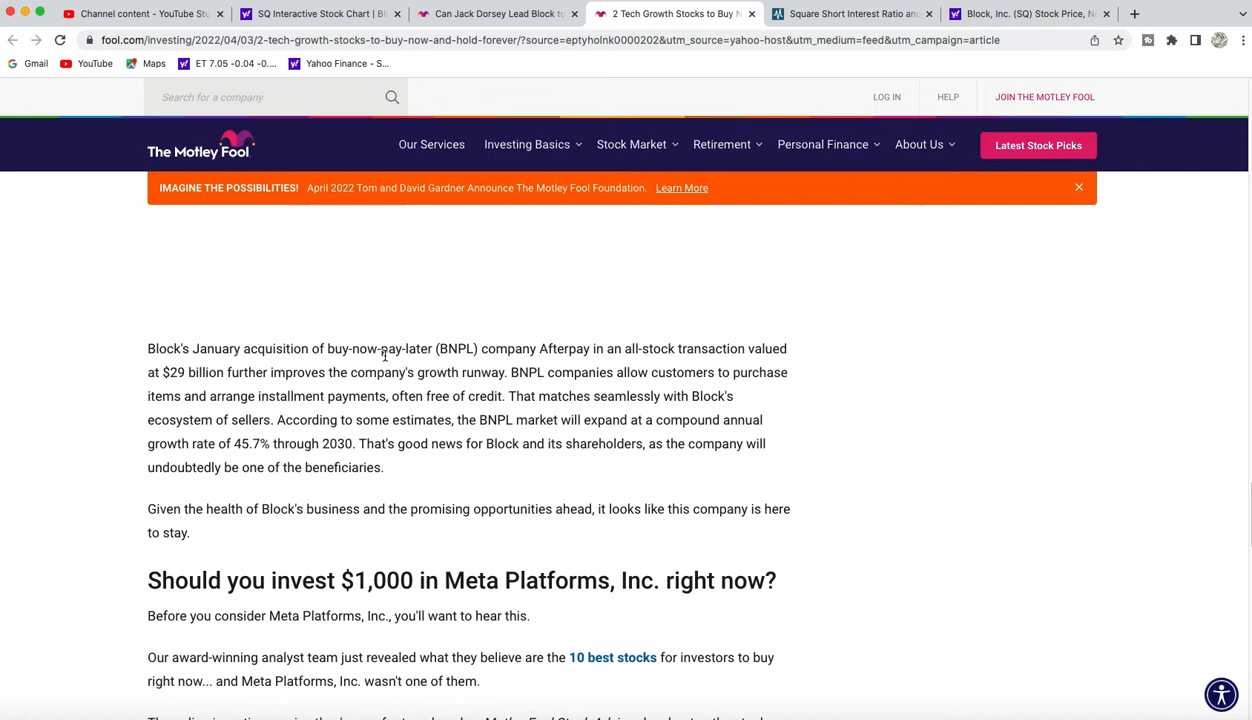 Channel content - YouTube Stu
SQ Interactive Stock Chart | Bl
Can Jack Dorsey Lead Block to
2 Tech Growth Stocks to Buy N
Square Short Interest Ratio and
Block, Inc. (SQ) Stock Price, Ne
fool.com/investing/2022/04/03/2-tech-growth-stocks-to-buy-now-and-hold-forever/?source=eptyholnk0000202&utm_source=yahoo-host&utm_medium=feed&utm_campaign=article
Gmail
YouTube
Maps
ET 7.05 -0.04 -0....
Yahoo Finance - S...
Search for a company
LOG IN
HELP
JOIN THE MOTLEY FOOL
The Motley Fool.
Our Services
Investing Basics
Stock Market
Retirement
Personal Finance
About Us
Latest Stock Picks
IMAGINE THE POSSIBILITIES! April 2022 Tom and David Gardner Announce The Motley Fool Foundation. Learn More
Block's January acquisition of buy-now-pay-later (BNPL) company Afterpay in an all-stock transaction valued
at $29 billion further improves the company's growth runway. BNPL companies allow customers to purchase
items and arrange installment payments, often free of credit. That matches seamlessly with Block's
ecosystem of sellers. According to some estimates, the BNPL market will expand at a compound annual
growth rate of 45.7% through 2030. That's good news for Block and its shareholders, as the company will
undoubtedly be one of the beneficiaries.
Given the health of Block's business and the promising opportunities ahead, it looks like this company is here
to stay.
Should you invest $1,000 in Meta Platforms, Inc. right now?
Before you consider Meta Platforms, Inc., you'll want to hear this.
Our award-winning analyst team just revealed what they believe are the 10 best stocks for investors to buy
right now... and Meta Platforms, Inc. wasn't one of them.